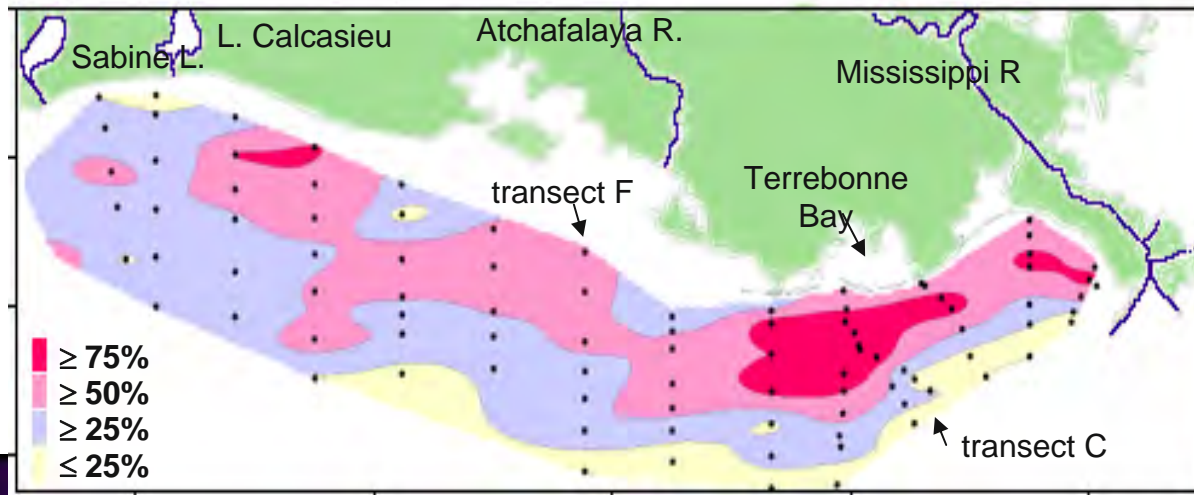 Sabine L.
L. Calcasieu
Atchafalaya R.
Mississippi R
transect F
Terrebonne
Bay
transect C
≥ 75%
≥ 50%
≥ 25%
≤ 25%